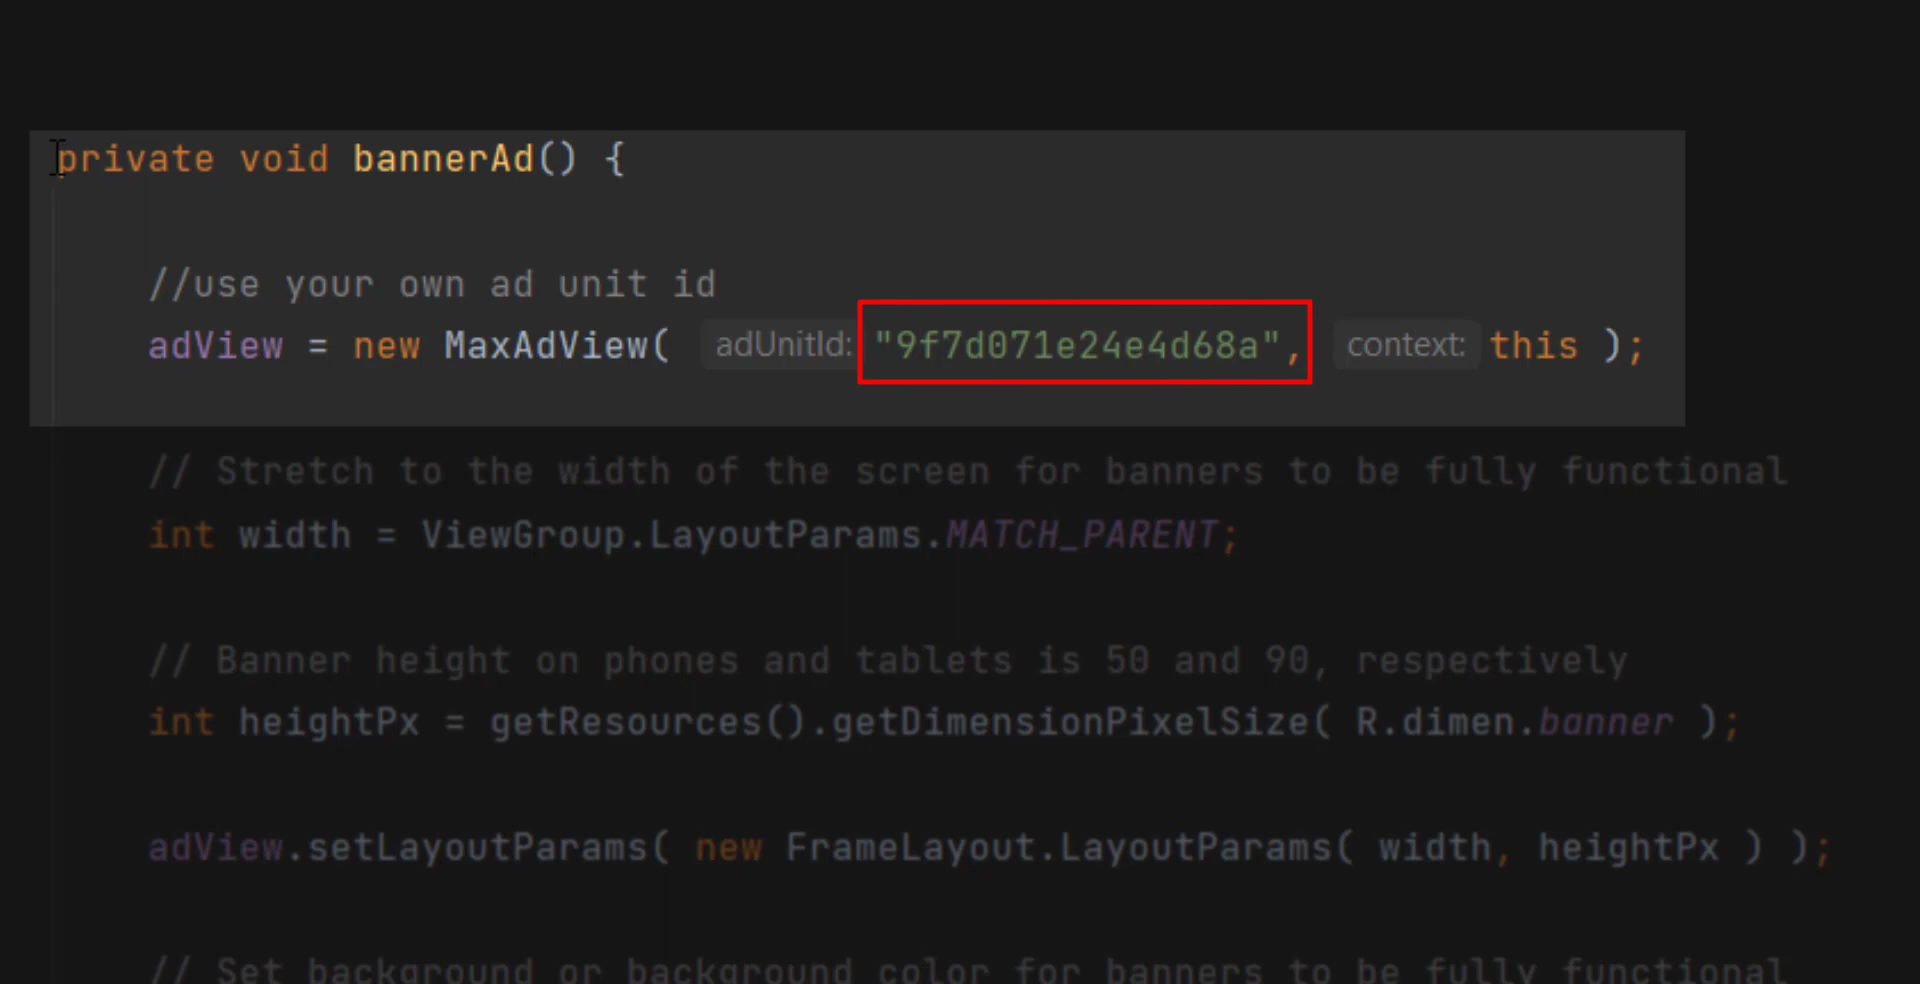 private void bannerAd() {
//use your own ad unit id
adView = new MaxAdView( adUnitId: "9f7d071e24e4d68a", context: this );
// Stretch to the width of the screen for banners to be fully functional
int width = ViewGroup.LayoutParams.MATCH_PARENT;
// Banner height on phones and tablets is 50 and 90, respectively
int heightPx = getResources().getDimensionPixelSize( R.dimen.banner );
adView.setLayoutParams( new FrameLayout.LayoutParams( width, heightPx ) );
// Set background or background color for banners to be fully functional